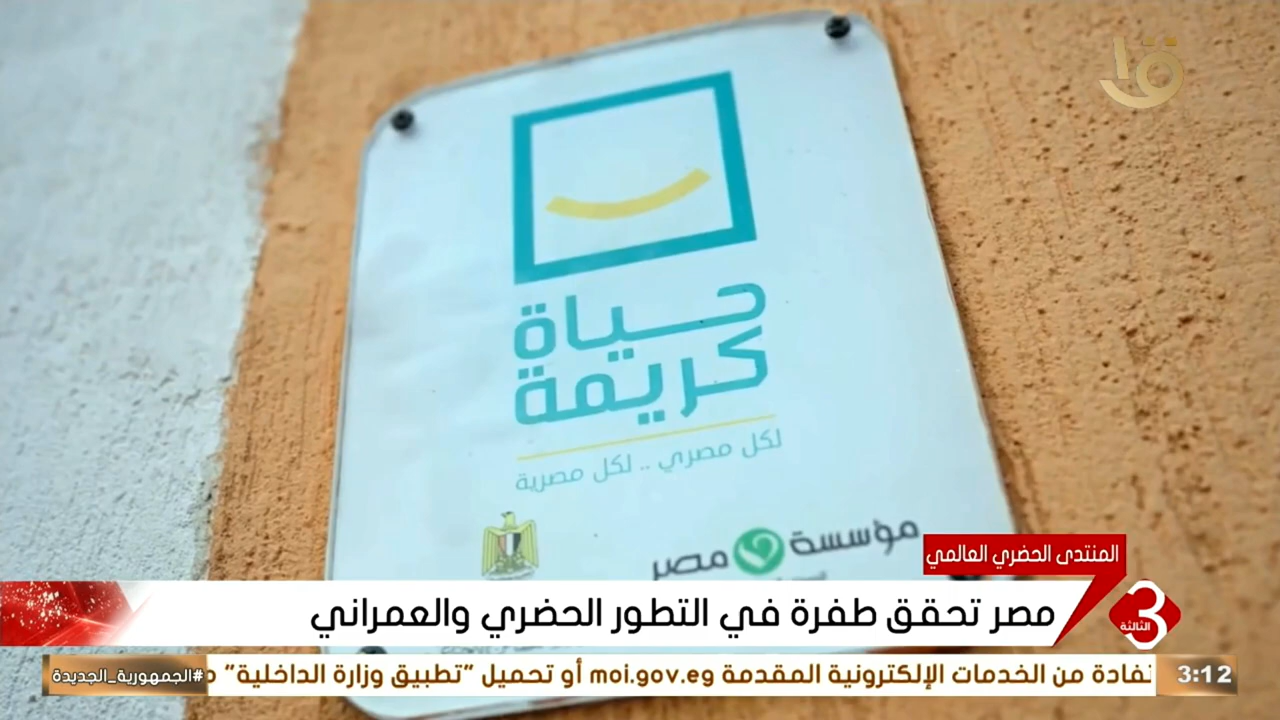 حياة
كريمة
لكل مصري .. لكل مصرية
مؤسسة
مصر
المنتدى الحضري العالمي
3
الثالثة
مصر تحقق طفرة في التطور الحضري والعمراني
#الجمهورية_الجديدة
من الخدمات الإلكترونية المقدمة moi.gov.eg أو تحميل "تطبيق وزارة الداخلية"
3:12